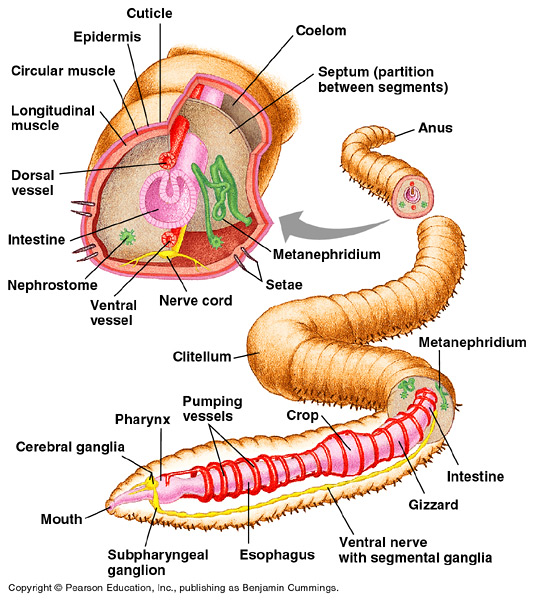 Cuticle
Epidermis
Coelom
Circular muscle
Septum (partition
between segments)
Longitudinal
muscle
Anus
Dorsal
vessel
Intestine
Metanephridium
Nephrostome
Ventral
vessel
Nerve cord
Setae
Clitellum
Metanephridium
Pumping
vessels
Pharynx
Crop
Cerebral ganglia
Intestine
Gizzard
Mouth
Subpharyngeal
ganglion
Esophagus
Ventral nerve
with segmental ganglia
Copyright © Pearson Education, Inc., publishing as Benjamin Cummings.